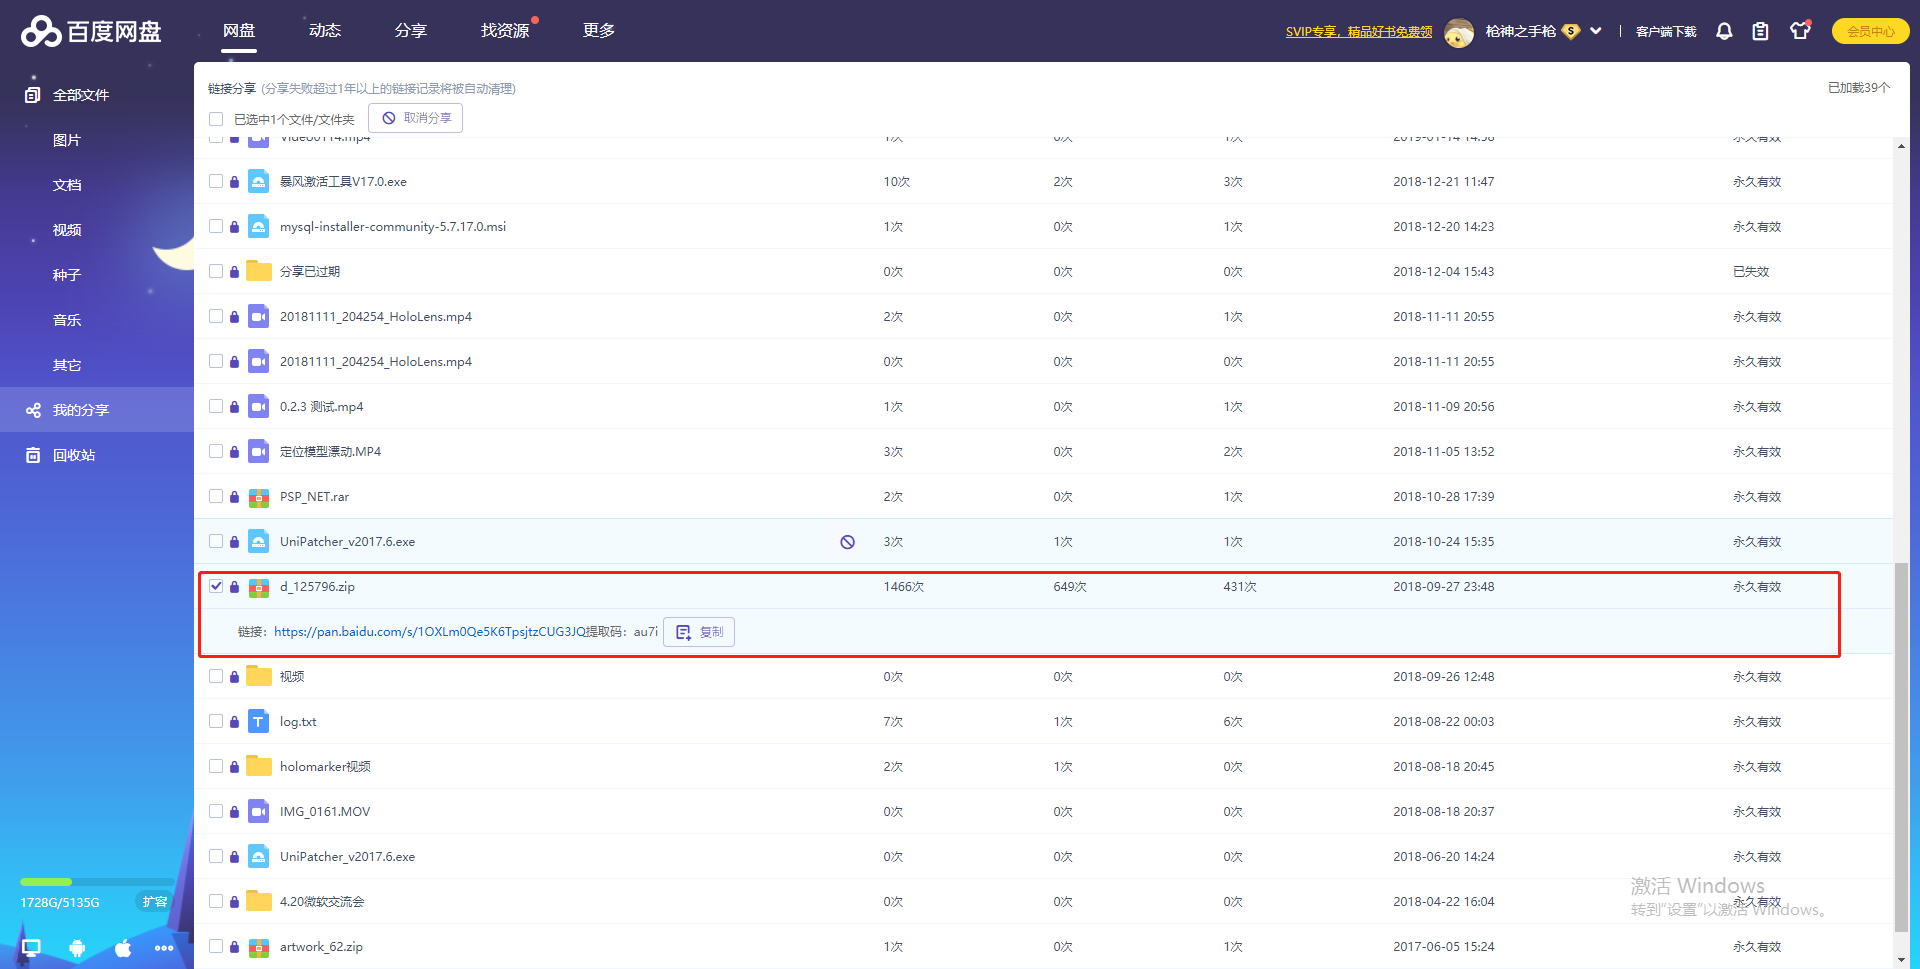 百度网盘
网盘 动态 分享 找资源 更多
SVIP专享，精品好书免费领 枪神之手枪 S 客户端下载 会员中心
全部文件
图片
文档
视频
种子
音乐
其它
我的分享
回收站
1728G/5135G 扩容
链接分享 (分享失败超过1年以上的链接记录将被自动清理) 已加载39个
已选中1个文件/文件夹 取消分享
Video0114.mp4 1次 0次 1次 2019-01-14 14:58 永久有效
暴风激活工具V17.0.exe 10次 2次 3次 2018-12-21 11:47 永久有效
mysql-installer-community-5.7.17.0.msi 1次 0次 1次 2018-12-20 14:23 永久有效
分享已过期 0次 0次 0次 2018-12-04 15:43 已失效
20181111_204254_HoloLens.mp4 2次 0次 1次 2018-11-11 20:55 永久有效
20181111_204254_HoloLens.mp4 0次 0次 0次 2018-11-11 20:55 永久有效
0.2.3 测试.mp4 1次 0次 1次 2018-11-09 20:56 永久有效
定位模型漂动.MP4 3次 0次 2次 2018-11-05 13:52 永久有效
PSP_NET.rar 2次 0次 1次 2018-10-28 17:39 永久有效
UniPatcher_v2017.6.exe 3次 1次 1次 2018-10-24 15:35 永久有效
d_125796.zip 1466次 649次 431次 2018-09-27 23:48 永久有效
链接：https://pan.baidu.com/s/1OXLm0Qe5K6TpsjtzCUG3JQ提取码：au7i 复制
视频 0次 0次 0次 2018-09-26 12:48 永久有效
T log.txt 7次 1次 6次 2018-08-22 00:03 永久有效
holomarker视频 2次 1次 0次 2018-08-18 20:45 永久有效
IMG_0161.MOV 0次 0次 0次 2018-08-18 20:37 永久有效
UniPatcher_v2017.6.exe 0次 0次 0次 2018-06-20 14:24 永久有效
4.20微软交流会 0次 0次 0次 2018-04-22 16:04 永久有效
artwork_62.zip 1次 0次 1次 2017-06-05 15:24 永久有效
激活 Windows
转到“设置”以激活 Windows。